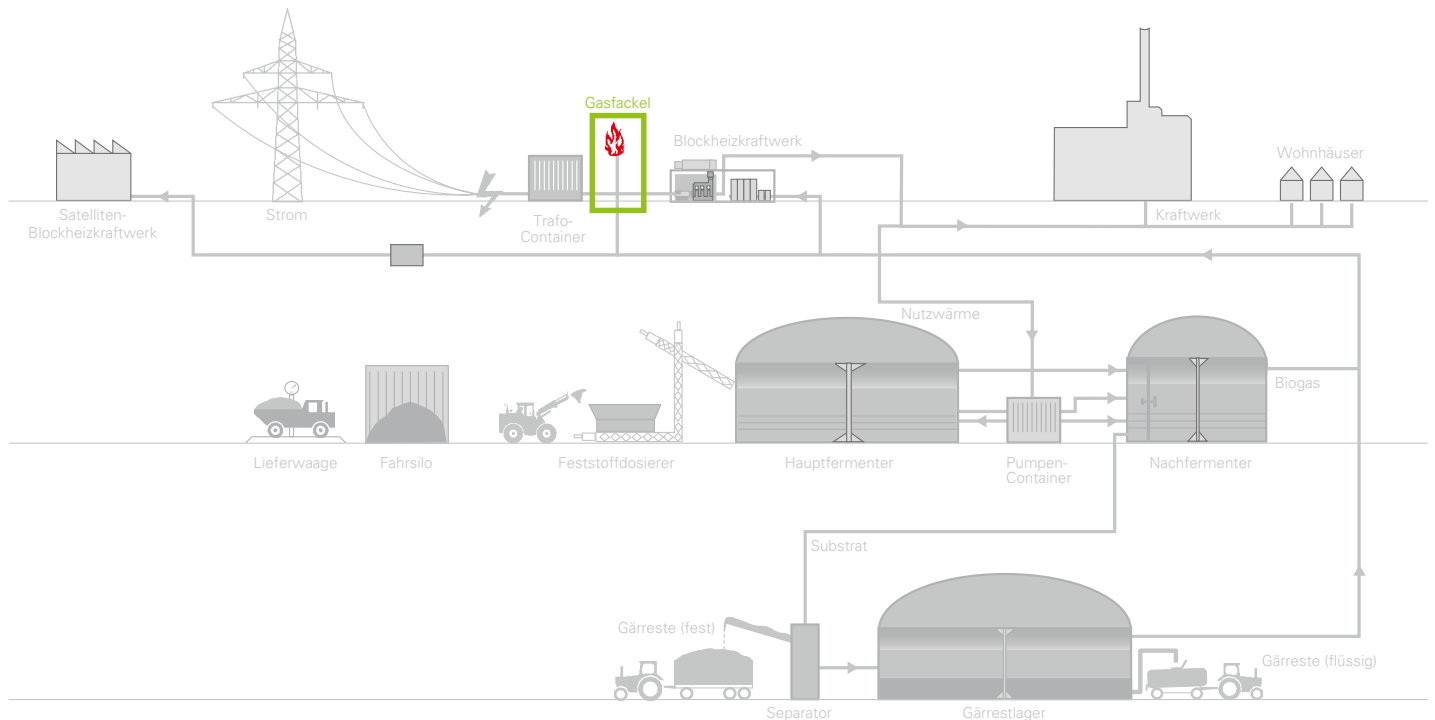 Gasfackel
Blockheizkraftwerk
Wohnhäuser
Satelliten-
Blockheizkraftwerk
Strom
Trafo-
Container
Kraftwerk
Nutzwärme
Biogas
Lieferwaage
Fahrsilo
Feststoffdosierer
Hauptfermenter
Pumpen-
Container
Nachfermenter
Substrat
Gärreste (fest)
Gärreste (flüssig)
Separator
Gärrestlager